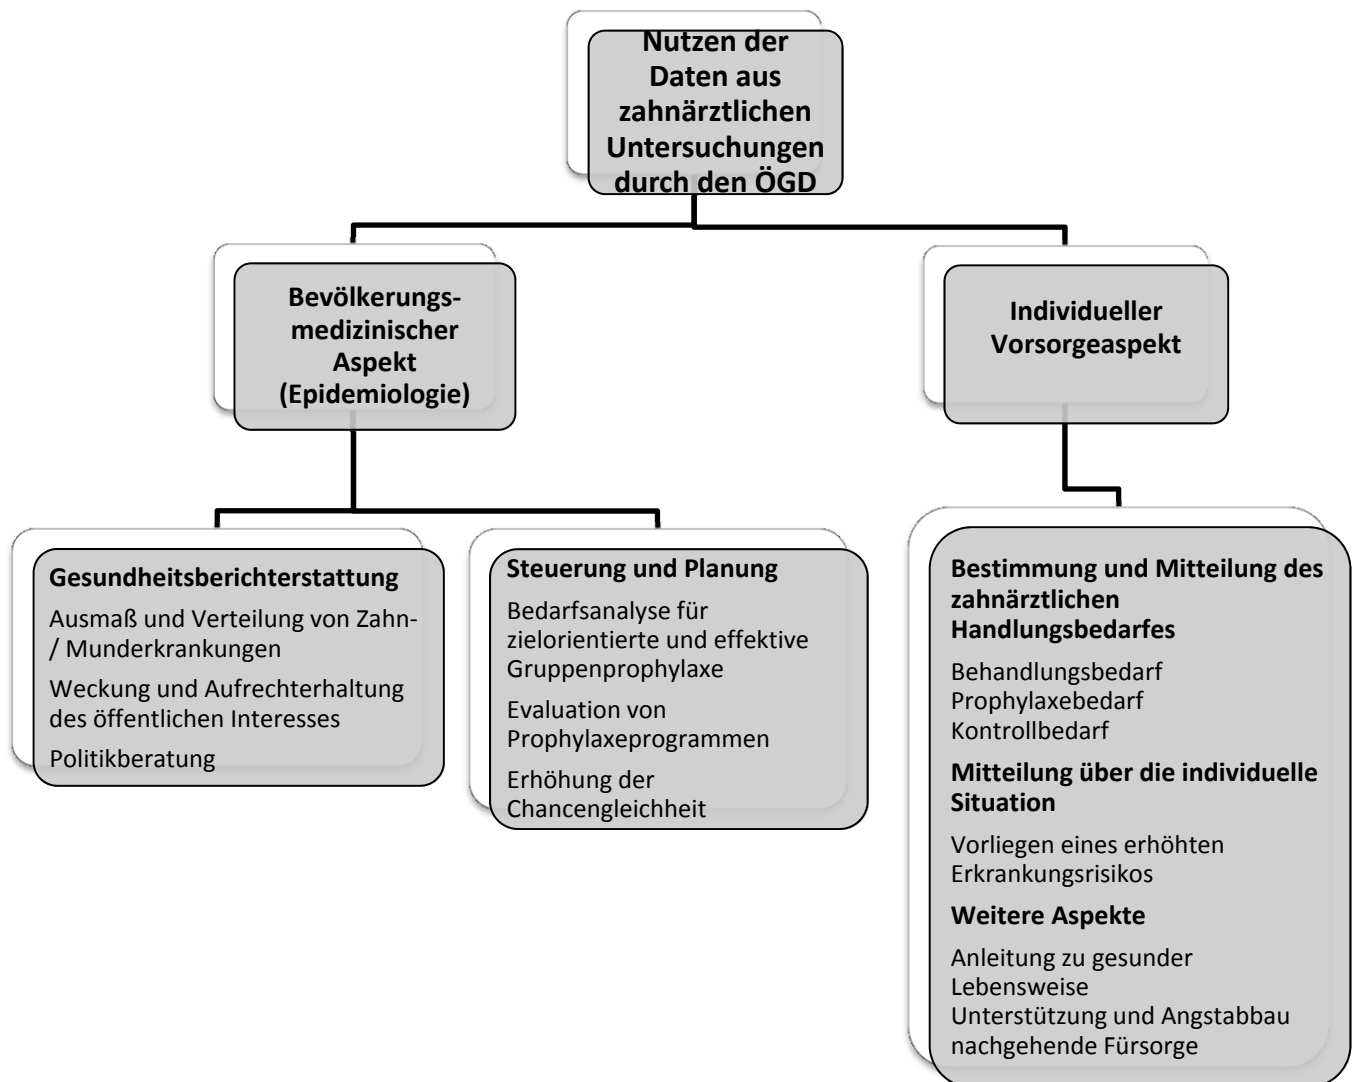 Nutzen der
Daten aus
zahnärztlichen
Untersuchungen
durch den ÖGD
Bevölkerungs-
medizinischer
Aspekt
(Epidemiologie)
Individueller
Vorsorgeaspekt
Gesundheitsberichterstattung
Ausmaß und Verteilung von Zahn-
/ Munderkrankungen
Weckung und Aufrechterhaltung
des öffentlichen Interesses
Politikberatung
Steuerung und Planung
Bedarfsanalyse für
zielorientierte und effektive
Gruppenprophylaxe
Evaluation von
Prophylaxeprogrammen
Erhöhung der
Chancengleichheit
Bestimmung und Mitteilung des
zahnärztlichen
Handlungsbedarfes
Behandlungsbedarf
Prophylaxebedarf
Kontrollbedarf
Mitteilung über die individuelle
Situation
Vorliegen eines erhöhten
Erkrankungsrisikos
Weitere Aspekte
Anleitung zu gesunder
Lebensweise
Unterstützung und Angstabbau
nachgehende Fürsorge